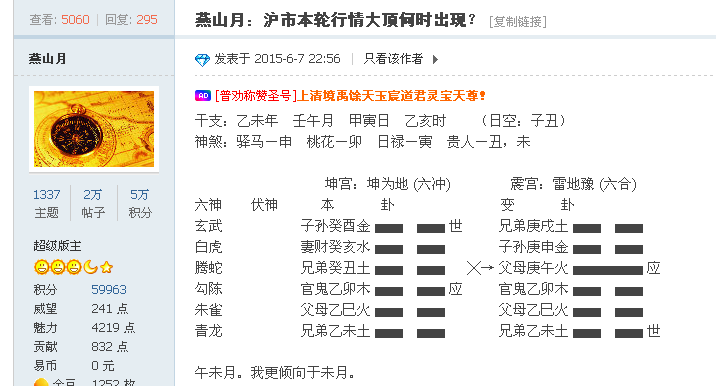 查看: 5060 | 回复: 295
燕山月: 沪市本轮行情大顶何时出现? [复制链接]
燕山月
发表于 2015-6-7 22:56 | 只看该作者
AD [普劝称赞圣号]上清境禹馀天玉宸道君灵宝天尊!
干支: 乙未年 壬午月 甲寅日 乙亥时 (日空: 子丑)
神煞: 驿马—申 桃花—卯 日禄—寅 贵人—丑, 未
坤宫: 坤为地 (六冲) 震宫: 雷地豫 (六合)
六神 伏神 本 卦 变 卦
玄武 子孙癸酉金 世 兄弟庚戌土
白虎 妻财癸亥水 子孙庚申金
腾蛇 兄弟癸丑土 ╳→ 父母庚午火 应
勾陈 官鬼乙卯木 应 官鬼乙卯木
朱雀 父母乙巳火 父母乙巳火
青龙 兄弟乙未土 兄弟乙未土 世
午未月。我更倾向于未月。
1337 2万 5万
主题 帖子 积分
超级版主
积分 59963
威望 241 点
魅力 4219 点
贡献 832 点
易币 0 元
金豆 1252 枚